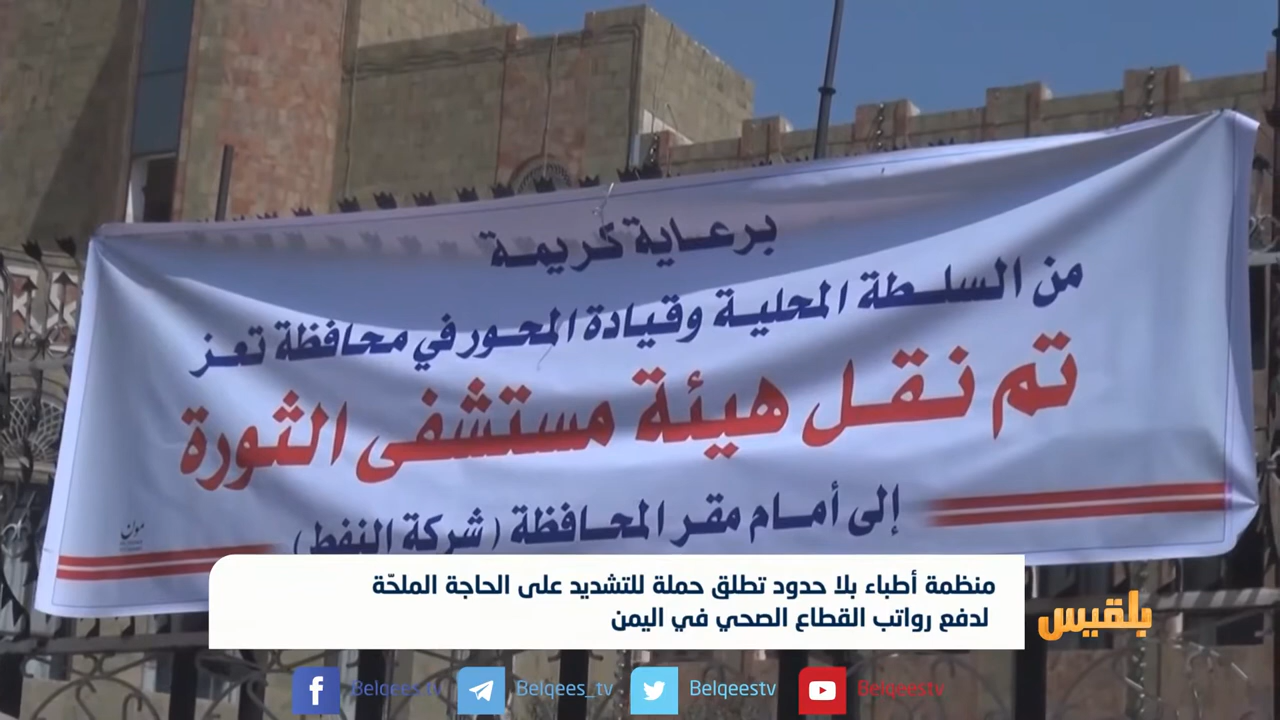 برعاية كريمة
من السلطة المحلية وقيادة المحور في محافظة تعز
تم نقل هيئة مستشفى الثورة
إلى أمام مقر المحافظة ( شركة النفط )
منظمة أطباء بلا حدود تطلق حملة للتشديد على الحاجة الملحّة
لدفع رواتب القطاع الصحي في اليمن
بلقيس
Belqees.tv
Belqees_tv
Belqeestv
Belqeestv